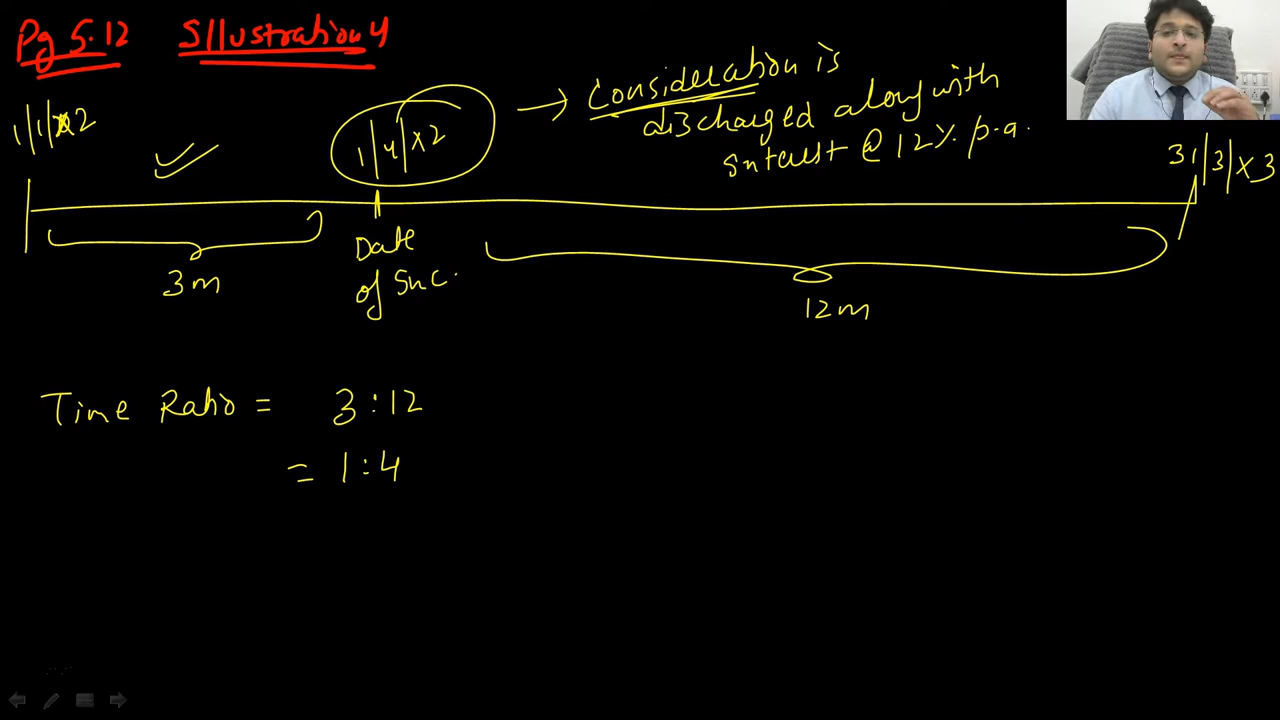 Pg 5.12 Illustration 4
1/1/x2
1/4/x2
→ Consideration is
discharged along with
Interest @ 12% p.a.
31/3/x3
3m
Date
of Inc.
12m
Time Ratio = 3:12
= 1:4